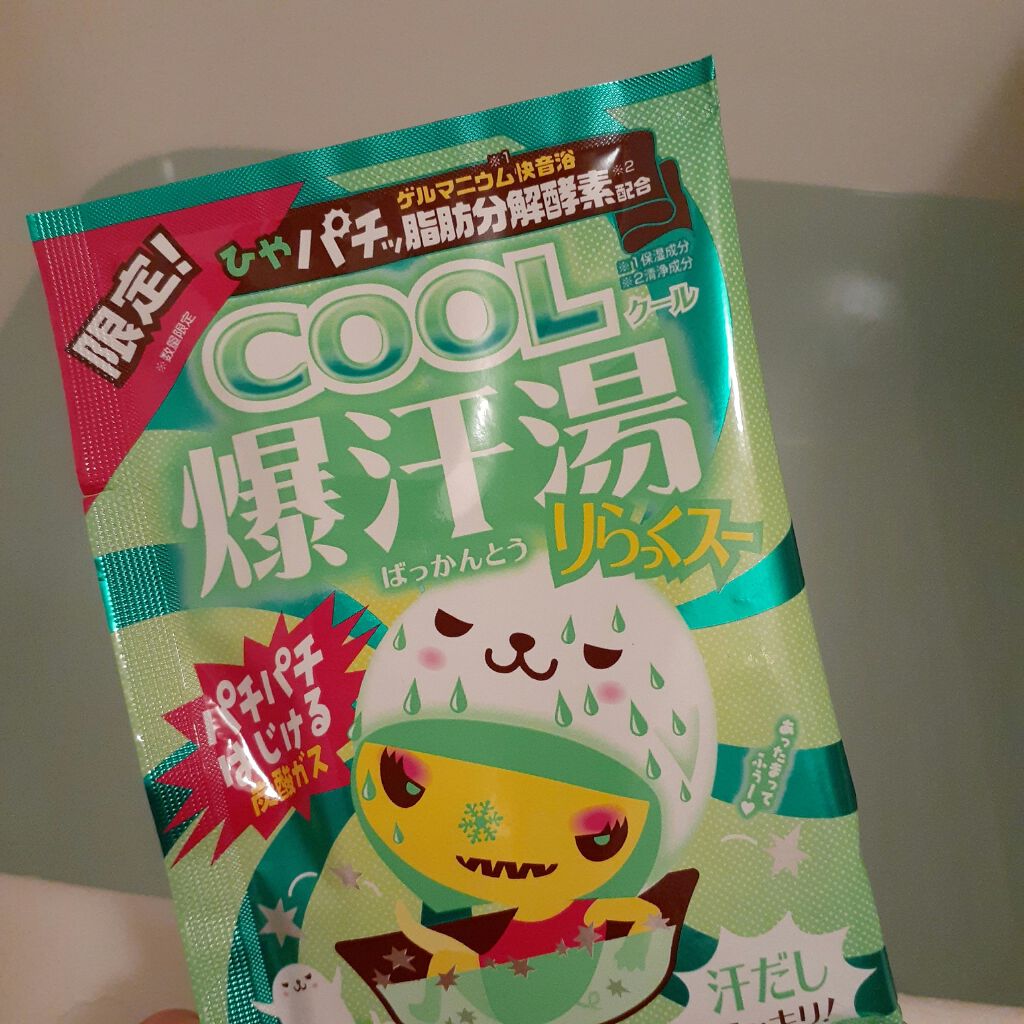 限定!
※数量限定
ゲルマニウム※1快音浴
ひやパチッ脂肪分解酵素※2配合
※1保湿成分
※2清浄成分
COOL
クール
爆汗湯
ばっかんとう
りらっくスー
パチパチ
はじける
炭酸ガス
あったまって
ふぅー♥
汗だし